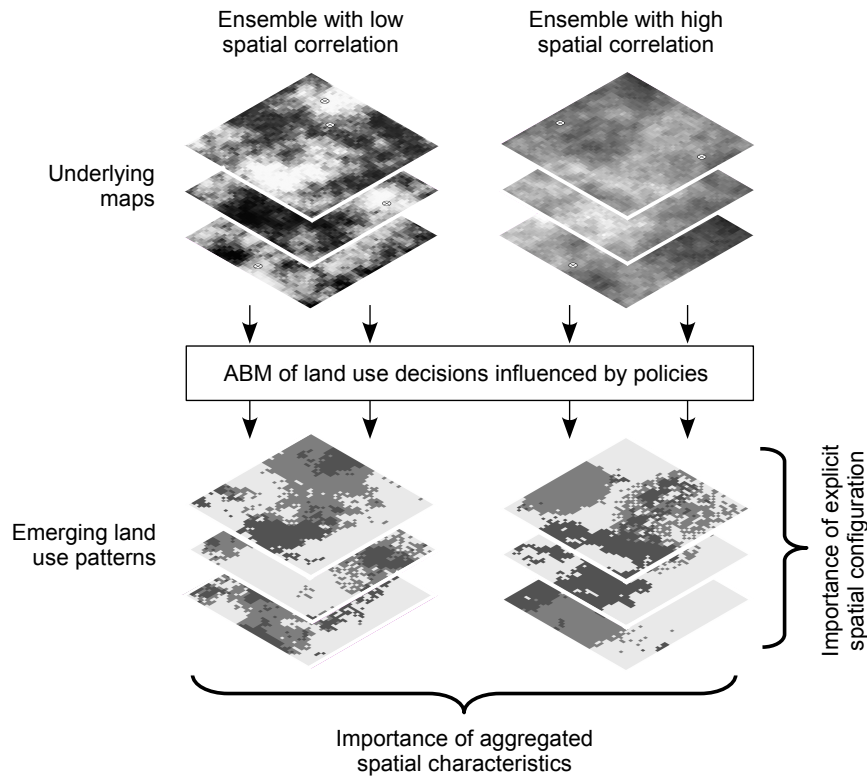 Ensemble with low
spatial correlation
Ensemble with high
spatial correlation
Underlying
maps
ABM of land use decisions influenced by policies
Emerging land
use patterns
Importance of explicit
spatial configuration
Importance of aggregated
spatial characteristics